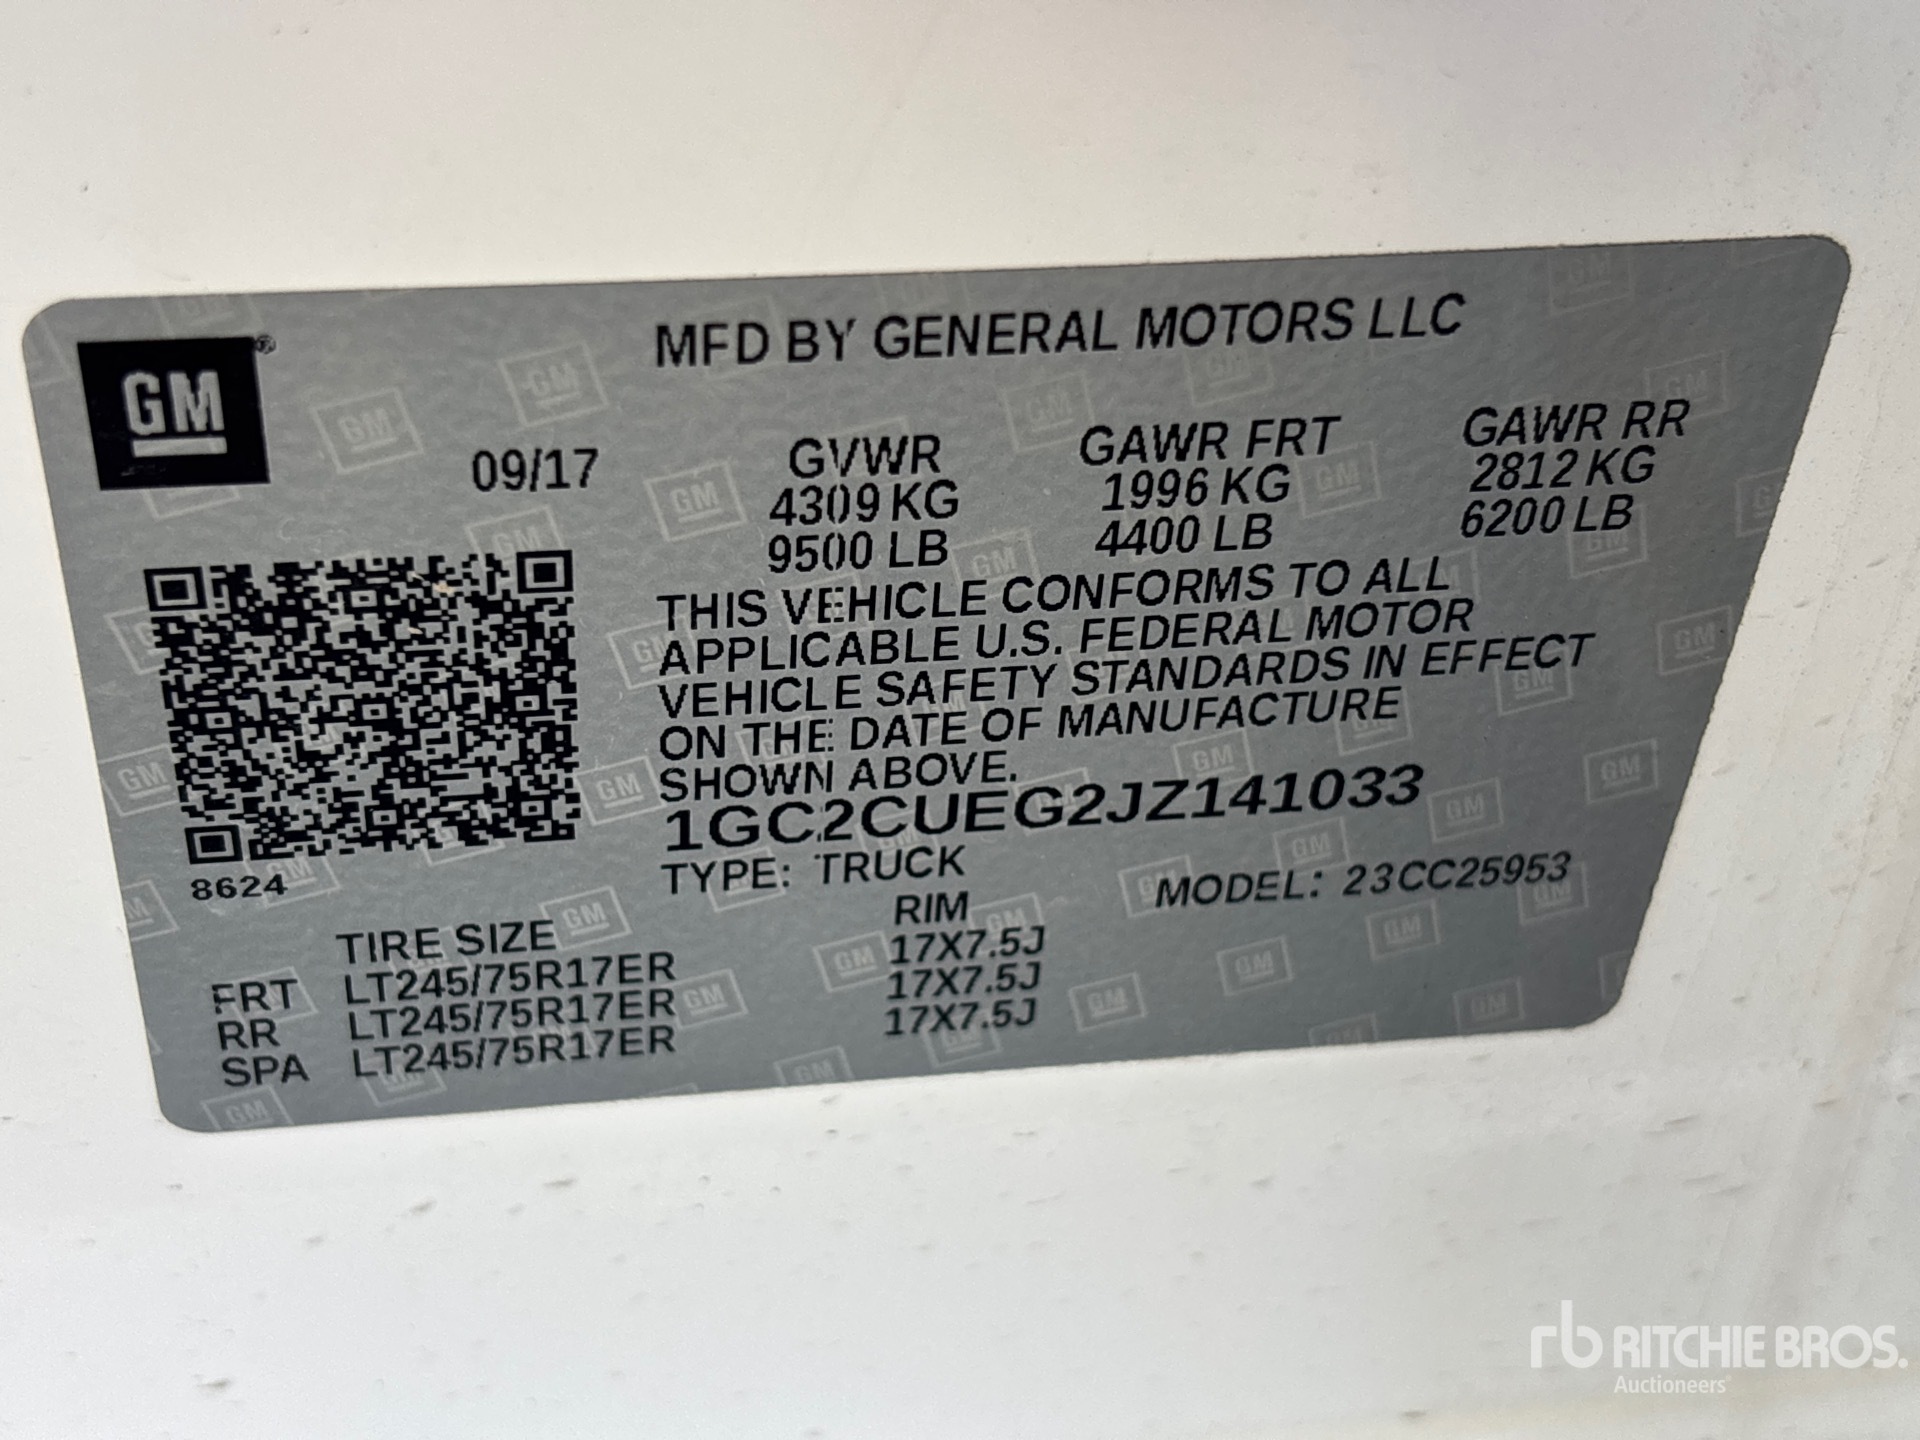 GM
®
MFD BY GENERAL MOTORS LLC
09/17
GVWR GAWR FRT GAWR RR
4309 KG 1996 KG 2812 KG
9500 LB 4400 LB 6200 LB
THIS VEHICLE CONFORMS TO ALL
APPLICABLE U.S. FEDERAL MOTOR
VEHICLE SAFETY STANDARDS IN EFFECT
ON THE DATE OF MANUFACTURE
SHOWN ABOVE.
1GC2CUEG2JZ141033
TYPE: TRUCK MODEL: 23CC25953
8624
TIRE SIZE RIM
FRT LT245/75R17ER 17X7.5J
RR LT245/75R17ER 17X7.5J
SPA LT245/75R17ER 17X7.5J
rb RITCHIE BROS.
Auctioneers